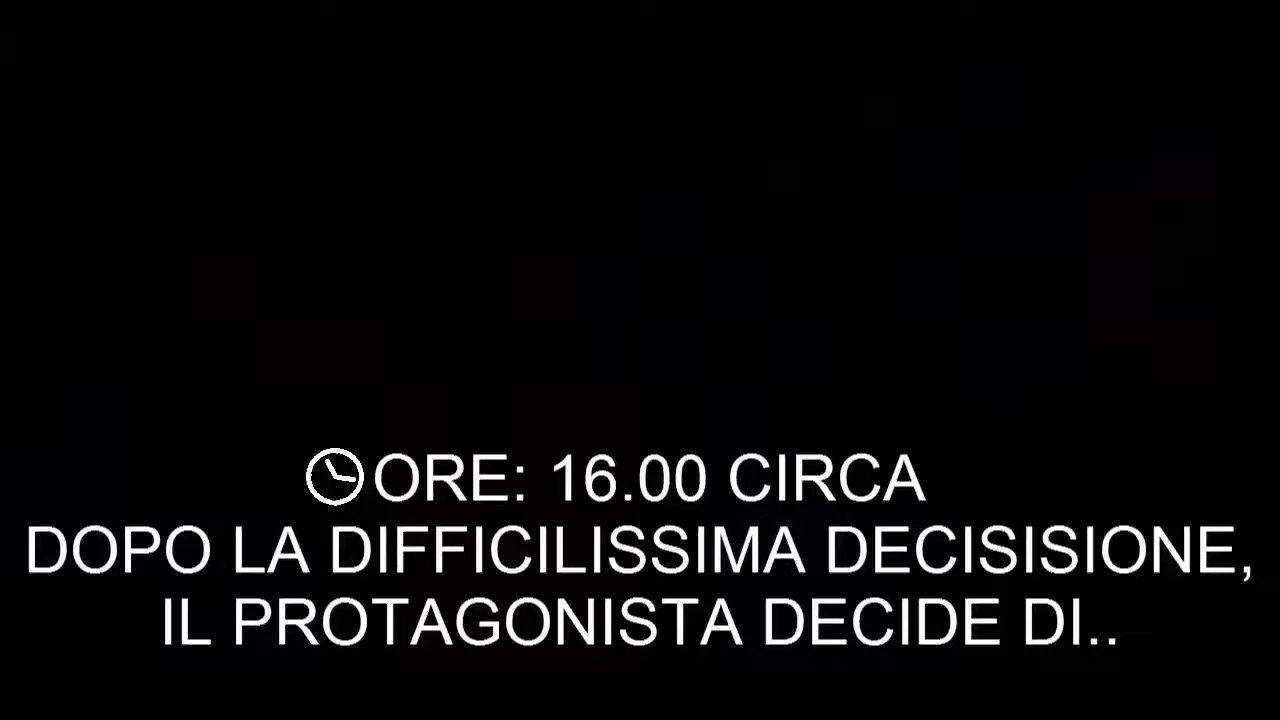 ORE: 16.00 CIRCA
DOPO LA DIFFICILISSIMA DECISISIONE,
IL PROTAGONISTA DECIDE DI..